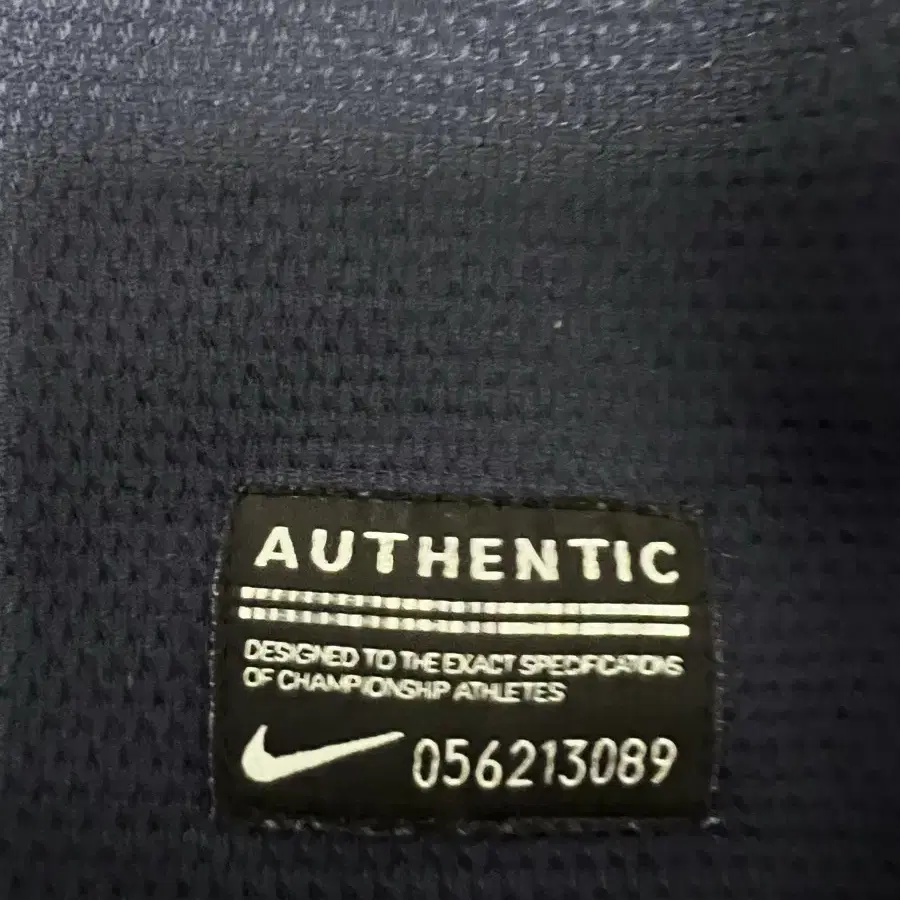 AUTHENTIC
DESIGNED TO THE EXACT SPECIFICATIONS
OF CHAMPIONSHIP ATHLETES
056213089